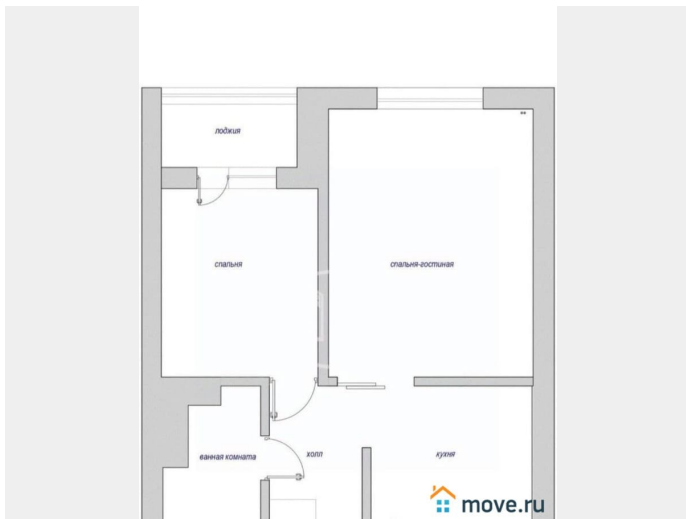 лоджия
спальня
спальня-гостиная
ванная комната
холл
кухня
move.ru